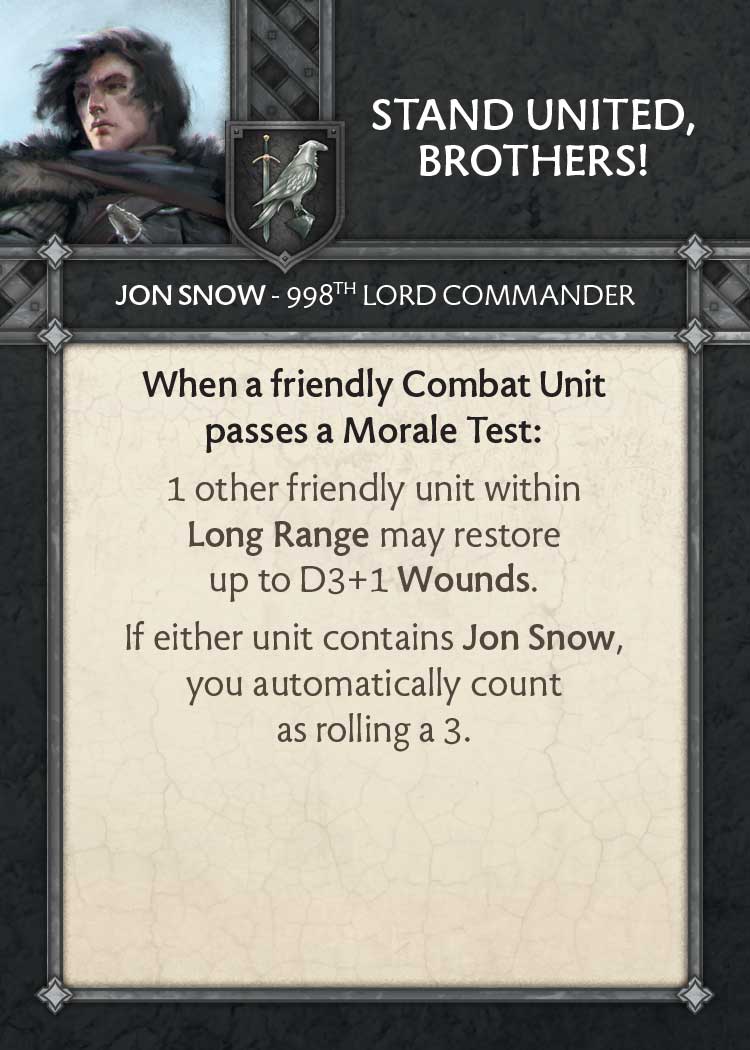 STAND UNITED,
BROTHERS!
JON SNOW - 998TH LORD COMMANDER
When a friendly Combat Unit
passes a Morale Test:
1 other friendly unit within
Long Range may restore
up to D3+1 Wounds.
If either unit contains Jon Snow,
you automatically count
as rolling a 3.